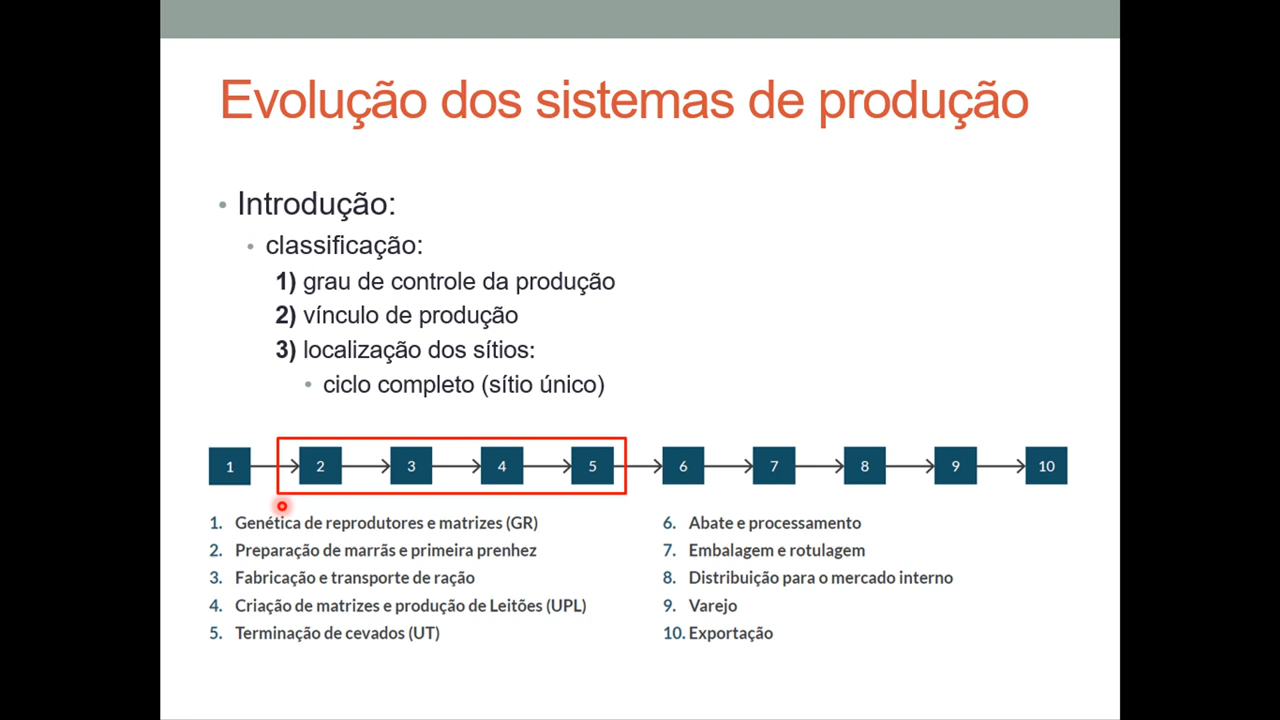 Evolução dos sistemas de produção
• Introdução:
• classificação:
1) grau de controle da produção
2) vínculo de produção
3) localização dos sítios:
• ciclo completo (sítio único)
1 2 3 4 5 6 7 8 9 10
1. Genética de reprodutores e matrizes (GR)
2. Preparação de marrãs e primeira prenhez
3. Fabricação e transporte de ração
4. Criação de matrizes e produção de Leitões (UPL)
5. Terminação de cevados (UT)
6. Abate e processamento
7. Embalagem e rotulagem
8. Distribuição para o mercado interno
9. Varejo
10. Exportação